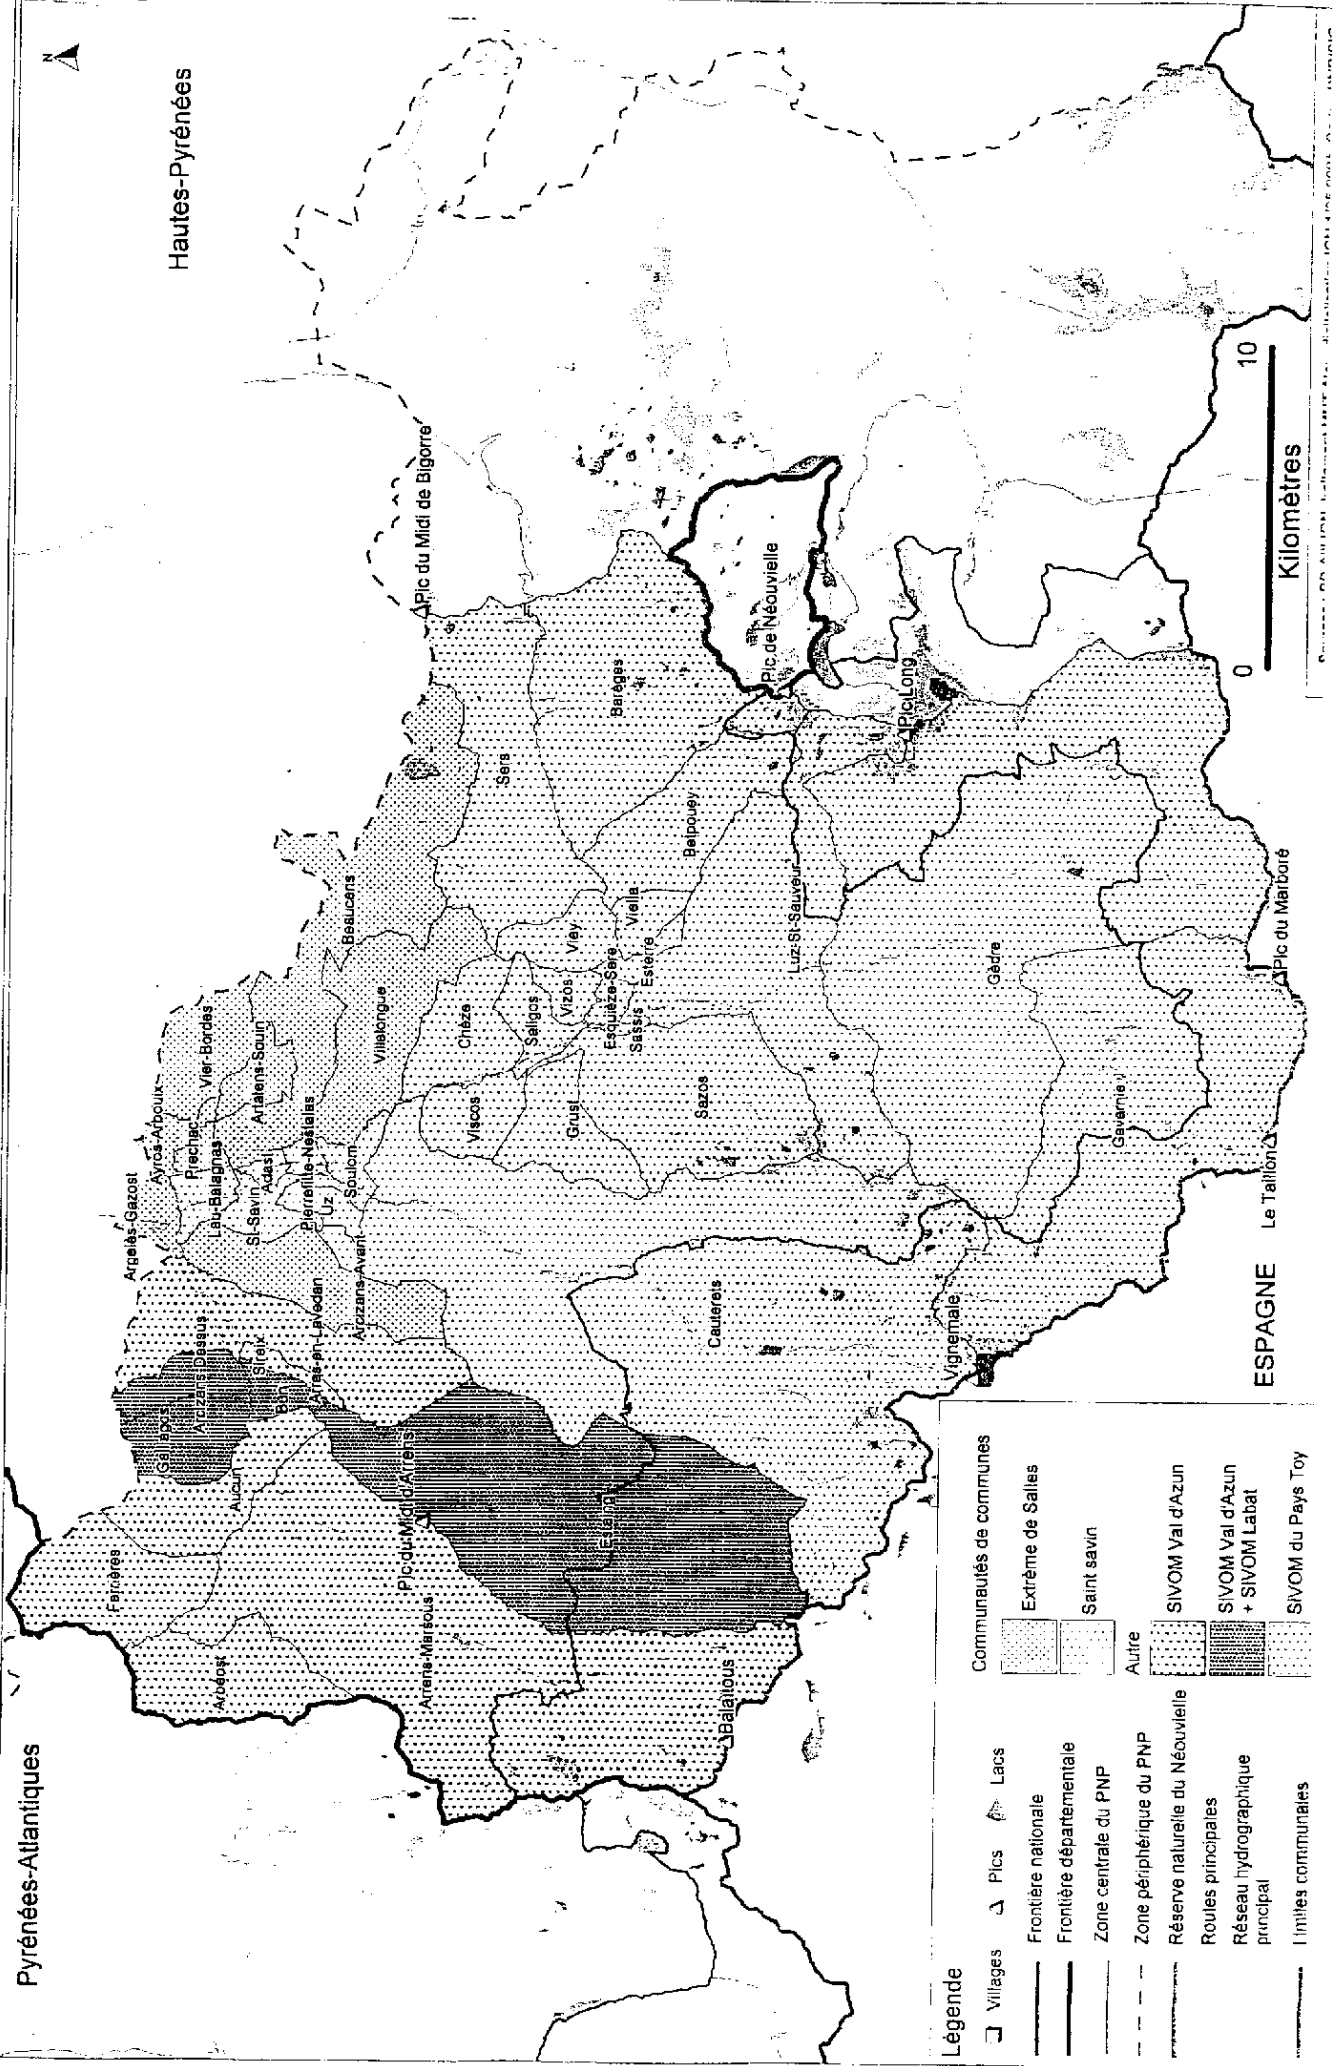 N
Pyrénées-Atlantiques
Hautes-Pyrénées
Argelès-Gazost
Ayros-Arbouix
Vier-Bordes
Préchac
Lau-Balagnas
Artalens-Souin
St-Savin
Adast
Beaucens
Pierrefitte-Nestalas
Uz
Soulom
Villelongue
Arcizans-Avant
Arcizans-Dessus
Sireix
Bun
Arras-en-Lavedan
Gaillagos
Aucun
Ferrières
Arbéost
Pic du Midi d'Arrens
Arrens-Marsous
Estaing
Balaïtous
Pic du Midi de Bigorre
Chèze
Sers
Viscos
Saligos
Vizos
Viey
Grust
Esquièze-Sère
Sassis
Esterre
Viella
Barèges
Betpouey
Sazos
Cauterets
Luz-St-Sauveur
Pic de Néouvielle
Pic Long
Gèdre
Gavarnie
Vignemale
Le Taillon
Pic du Marboré
ESPAGNE
0
10
Kilomètres
Légende
Villages
Pics
Lacs
Frontière nationale
Frontière départementale
Zone centrale du PNP
Zone périphérique du PNP
Réserve naturelle du Néouvielle
Routes principales
Réseau hydrographique
principal
Limites communales
Communautés de communes
Extrême de Salles
Saint savin
Autre
SIVOM Val d'Azun
SIVOM Val d'Azun
+ SIVOM Labat
SIVOM du Pays Toy